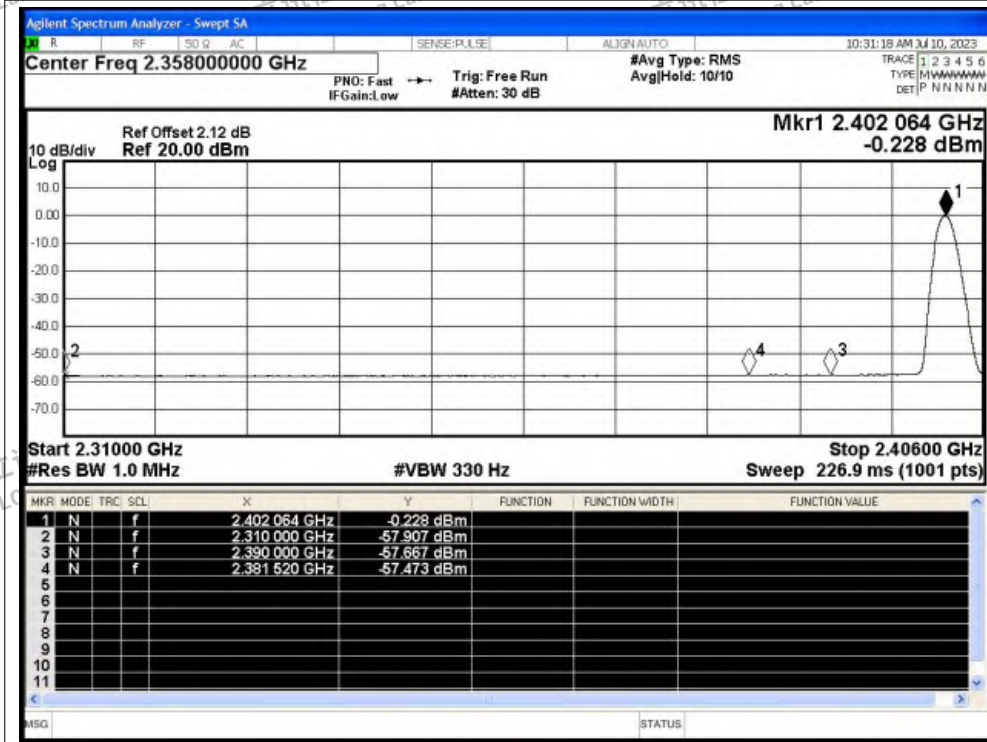 Agilent Spectrum Analyzer - Swept SA
R RF 50 Ω AC SENSE:PULSE ALIGN AUTO 10:31:18 AM Jul 10, 2023
Center Freq 2.358000000 GHz #Avg Type: RMS TRACE 1 2 3 4 5 6
PNO: Fast Trig: Free Run Avg|Hold: 10/10 TYPE MWWWWW
IFGain:Low #Atten: 30 dB DET P N N N N N
Mkr1 2.402 064 GHz
Ref Offset 2.12 dB
10 dB/div Ref 20.00 dBm -0.228 dBm
Log
10.0
1
0.00
-10.0
-20.0
-30.0
-40.0
-50.0 2 4 3
-60.0
-70.0
Start 2.31000 GHz Stop 2.40600 GHz
#Res BW 1.0 MHz #VBW 330 Hz Sweep 226.9 ms (1001 pts)
MKR MODE TRC SCL X Y FUNCTION FUNCTION WIDTH FUNCTION VALUE
1 N f 2.402 064 GHz -0.228 dBm
2 N f 2.310 000 GHz -57.907 dBm
3 N f 2.390 000 GHz -57.667 dBm
4 N f 2.381 520 GHz -57.473 dBm
5
6
7
8
9
10
11
MSG STATUS